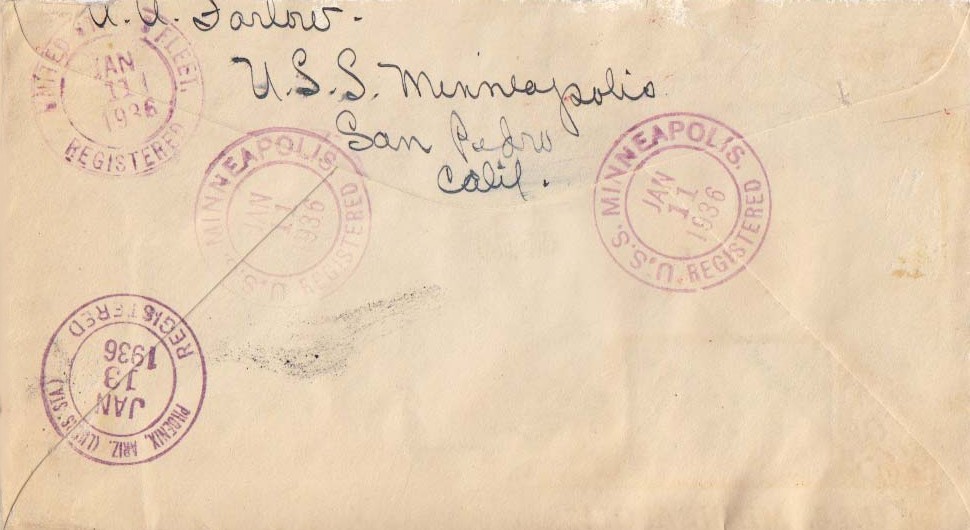 Farlow.
U.S.S. Minneapolis
San Pedro
Calif.
UNITED STATES FLEET.
JAN
11
1936
REGISTERED
U.S.S. MINNEAPOLIS.
JAN
11
1936
REGISTERED
U.S.S. MINNEAPOLIS.
JAN
11
1936
REGISTERED
PHOENIX, ARIZ.
JAN
13
1936
REGISTERED